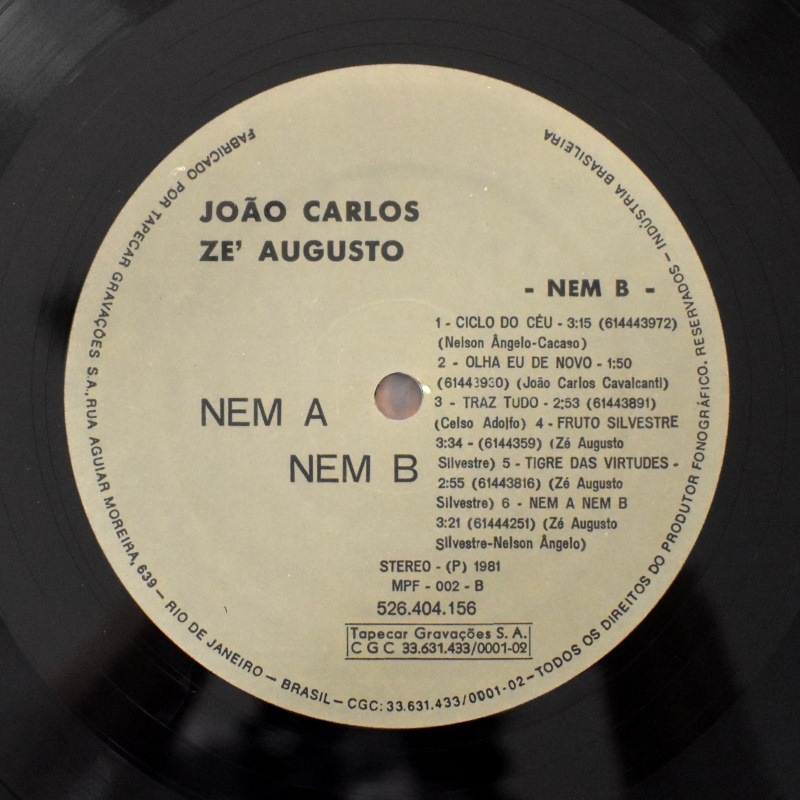 JOÃO CARLOS
ZE' AUGUSTO
- NEM B -
1 - CICLO DO CÉU - 3:15 (614443972)
(Nelson Ângelo-Cacaso)
2 - OLHA EU DE NOVO - 1:50
(61443930) (João Carlos Cavalcanti)
3 - TRAZ TUDO - 2:53 (61443891)
(Celso Adolfo) 4 - FRUTO SILVESTRE
3:34 - (6144359) (Zé Augusto
Silvestre) 5 - TIGRE DAS VIRTUDES -
2:55 (61443816) (Zé Augusto
Silvestre) 6 - NEM A NEM B
3:21 (61444251) (Zé Augusto
Silvestre-Nelson Ângelo)
NEM A
NEM B
STEREO - (P) 1981
MPF - 002 - B
526.404.156
Tapecar Gravações S. A.
C G C 33.631.433/0001-02
FABRICADO POR TAPECAR GRAVAÇÕES S.A., RUA AGUIAR MOREIRA, 639 - RIO DE JANEIRO - BRASIL - CGC: 33.631.433/0001-02 - TODOS OS DIREITOS DO PRODUTOR FONOGRÁFICO. RESERVADOS - INDÚSTRIA BRASILEIRA